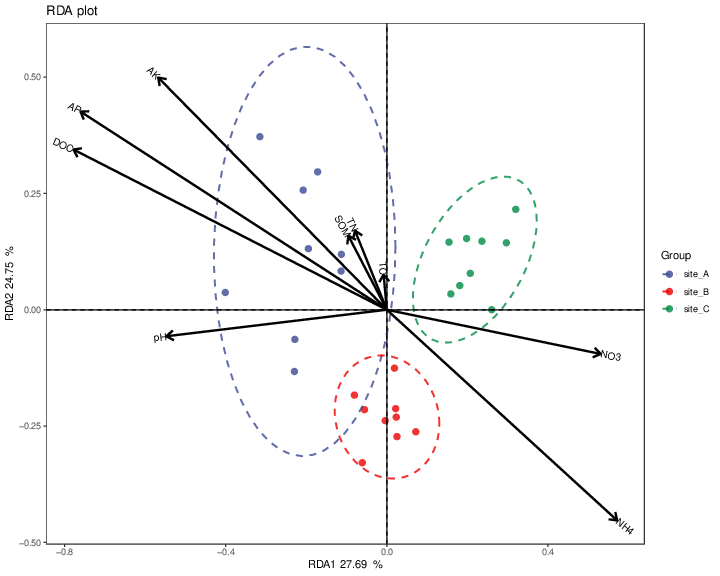 RDA plot
0.50
0.25
0.00
−0.25
−0.50
RDA2 24.75 %
AK
AP
DOC
SOM
TN
pH
NO3
NH4
−0.8
−0.4
0.0
0.4
RDA1 27.69 %
Group
site_A
site_B
site_C